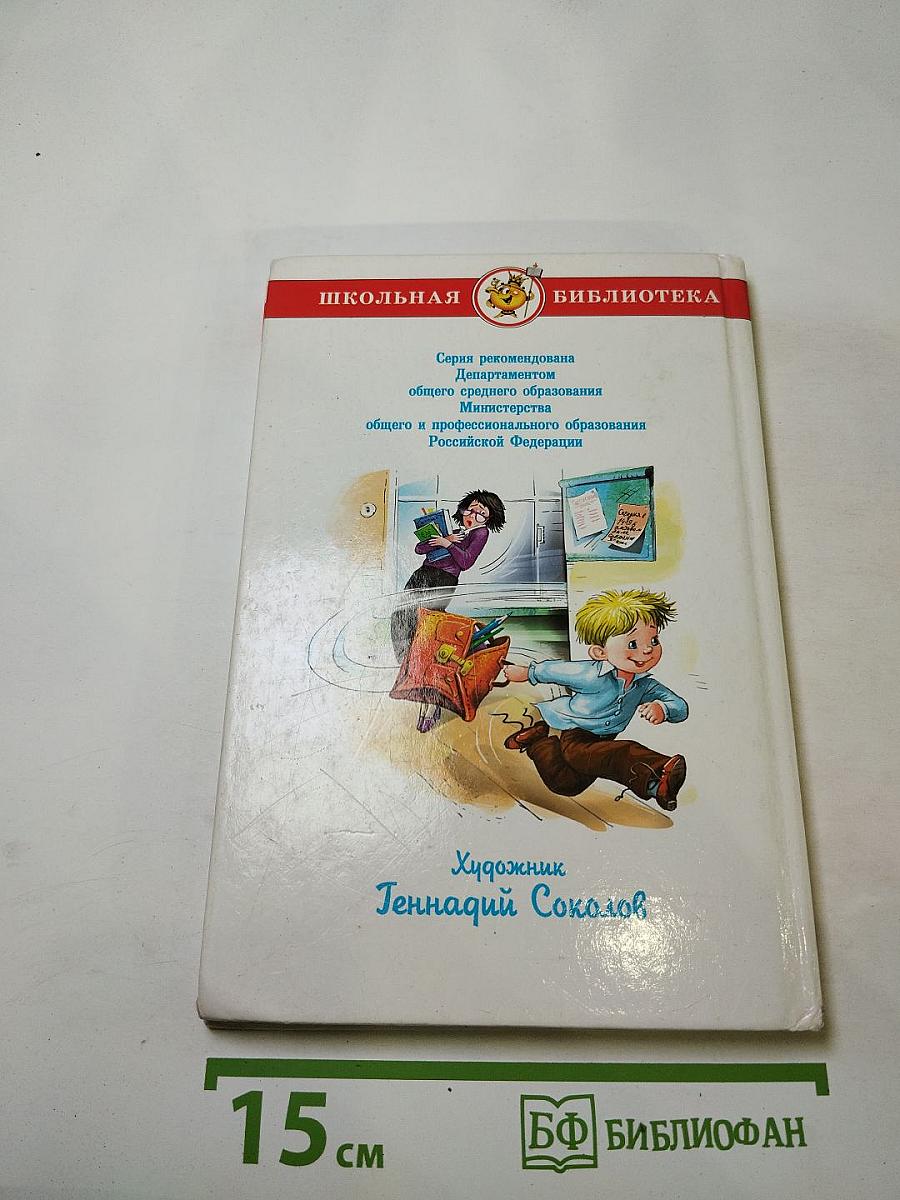 ШКОЛЬНАЯ БИБЛИОТЕКА
Серия рекомендована
Департаментом
общего среднего образования
Министерства
общего и профессионального образования
Российской Федерации
Сегодня в
Художник
Геннадий Соколов
15 см
БФ БИБЛИОФАН